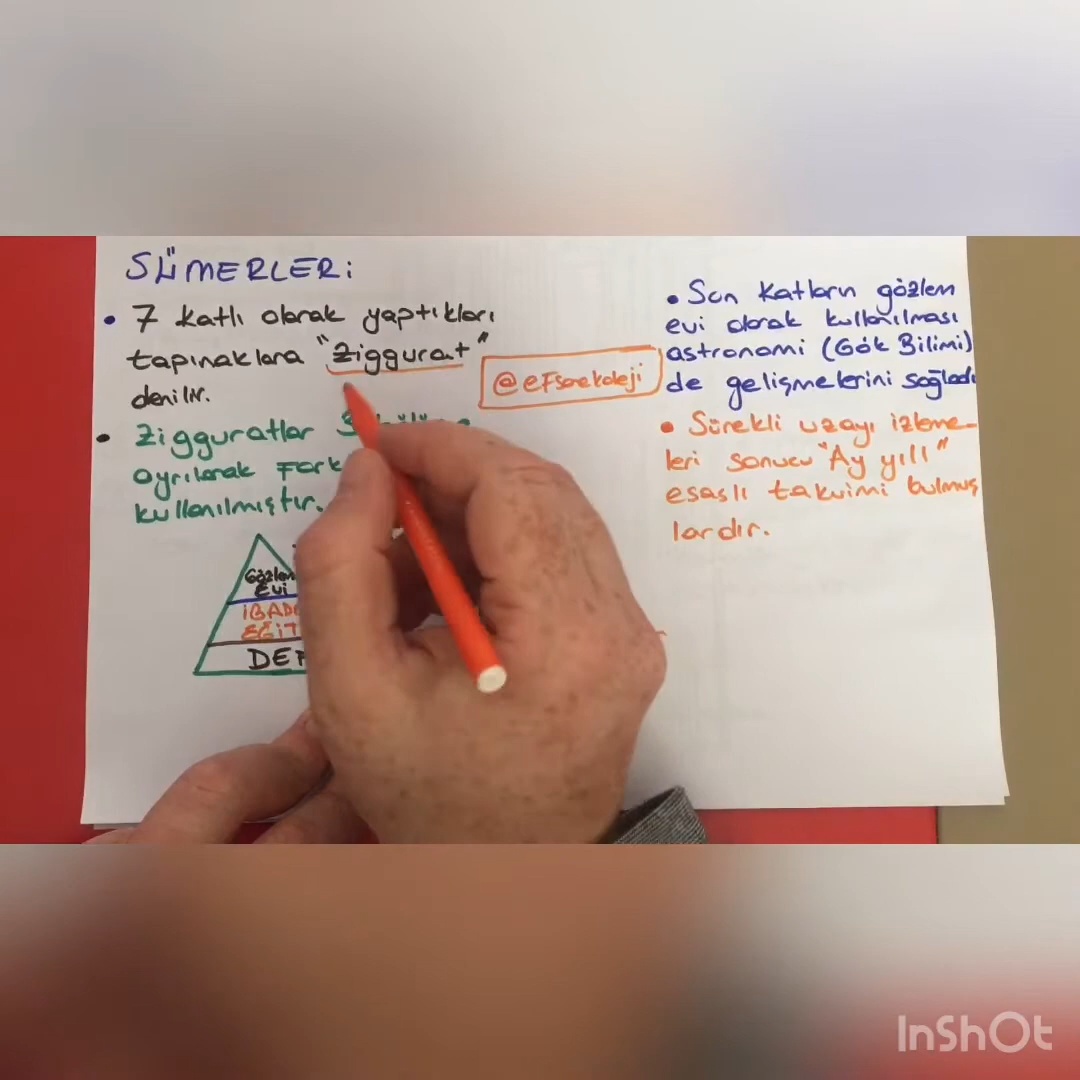 SÜMERLER:
• 7 katlı olarak yaptıkları
tapınaklara "Ziggurat"
denilir.
• Zigguratlar
ayrılarak
kullanılmıştır.
Gözlem
Evi
EĞİT
@efsanekoleji
• Son katların gözlem
evi olarak kullanılması
astronomi (Gök Bilimi)
de gelişmelerini sağladı
• Sürekli uzayı izleme-
leri sonucu "Ay yılı"
esaslı takvimi bulmuş
lardır.
InShOt